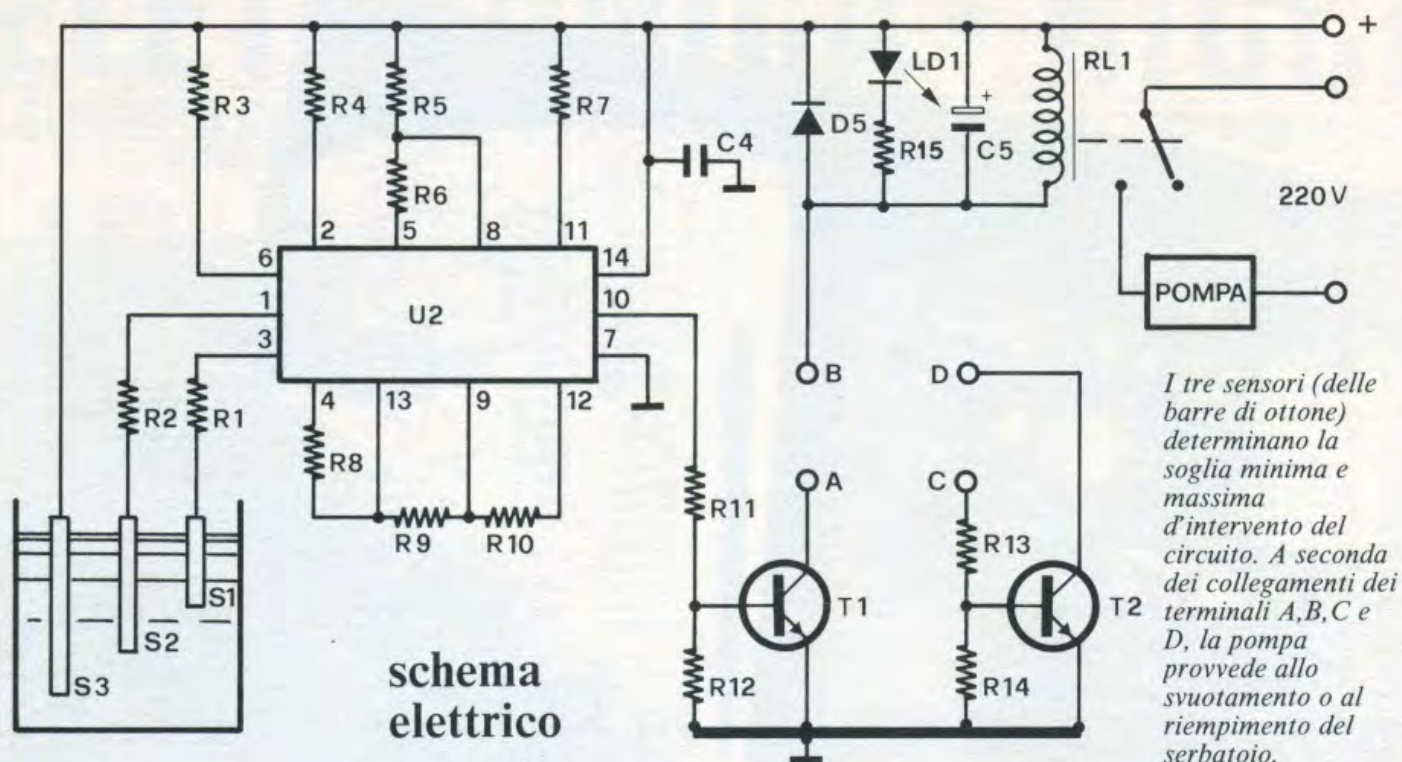 +
R3
R4
R5
R7
LD1
+
RL1
D5
R15
C5
C4
R6
220 V
2
5
8
11
6
14
1
10
3
7
U2
POMPA
R2
R1
4
13
9
12
R8
R9
R10
B
D
A
C
R11
R13
T1
T2
R12
R14
S1
S2
S3
schema
elettrico
I tre sensori (delle
barre di ottone)
determinano la
soglia minima e
massima
d'intervento del
circuito. A seconda
dei collegamenti dei
terminali A,B,C e
D, la pompa
provvede allo
svuotamento o al
riempimento del
serbatoio.